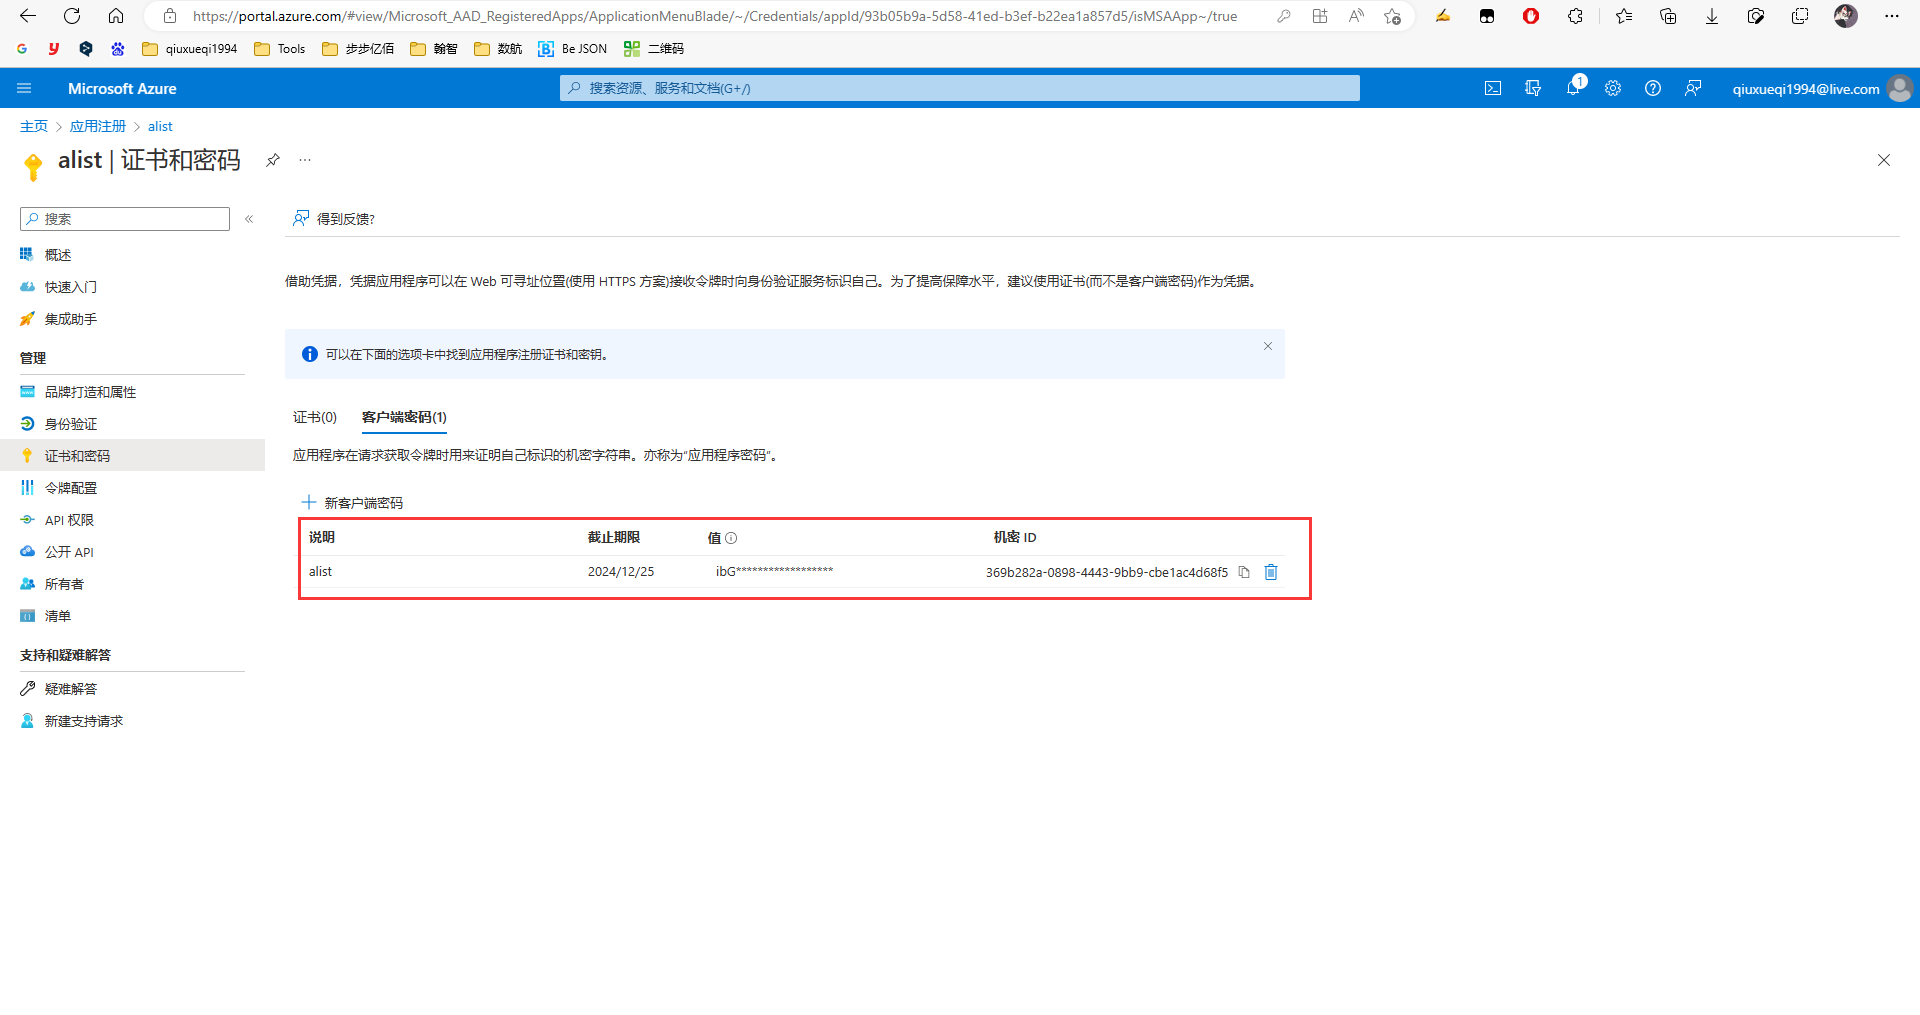 https://portal.azure.com/#view/Microsoft_AAD_RegisteredApps/ApplicationMenuBlade/~/Credentials/appId/93b05b9a-5d58-41ed-b3ef-b22ea1a857d5/isMSAApp~/true
qiuxueqi1994 Tools 步步亿佰 翰智 数航 Be JSON 二维码
Microsoft Azure
搜索资源、服务和文档(G+/)
1
qiuxueqi1994@live.com
主页 > 应用注册 > alist
alist | 证书和密码
搜索
得到反馈?
概述
快速入门
集成助手
管理
品牌打造和属性
身份验证
证书和密码
令牌配置
API 权限
公开 API
所有者
清单
支持和疑难解答
疑难解答
新建支持请求
借助凭据，凭据应用程序可以在 Web 可寻址位置(使用 HTTPS 方案)接收令牌时向身份验证服务标识自己。为了提高保障水平，建议使用证书(而不是客户端密码)作为凭据。
可以在下面的选项卡中找到应用程序注册证书和密钥。
证书(0) 客户端密码(1)
应用程序在请求获取令牌时用来证明自己标识的机密字符串。亦称为“应用程序密码”。
新客户端密码
说明 截止期限 值 机密 ID
alist 2024/12/25 ibG****************** 369b282a-0898-4443-9bb9-cbe1ac4d68f5